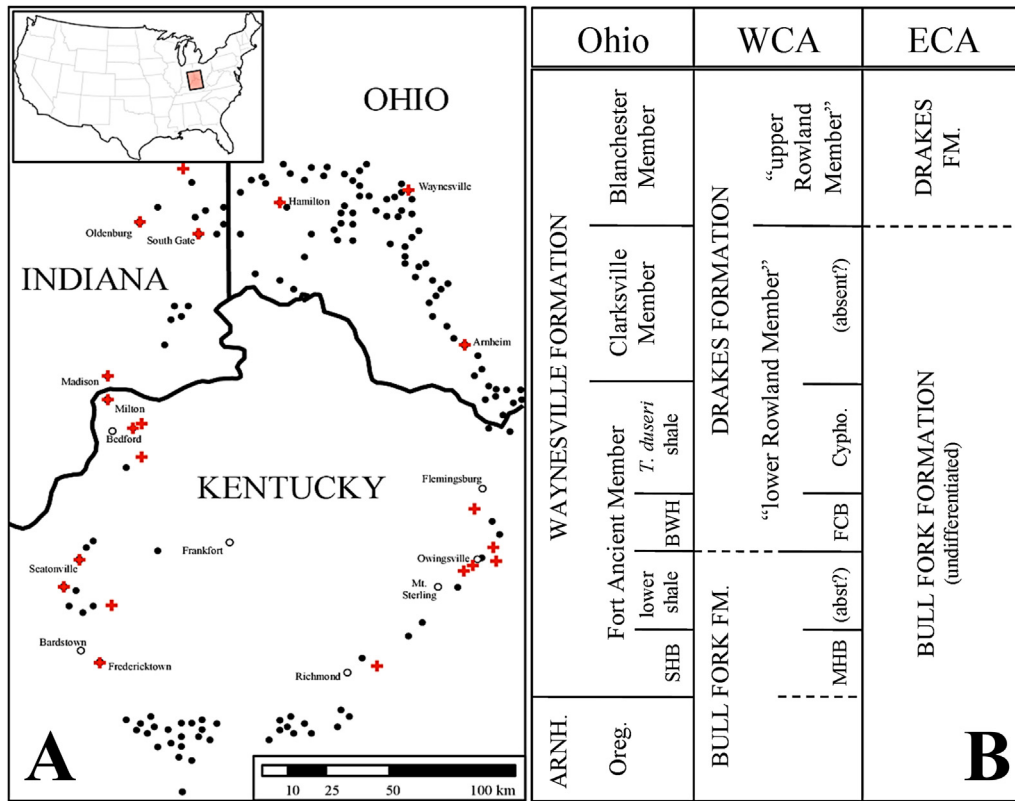 OHIO
Waynesville
Hamilton
Oldenburg
South Gate
INDIANA
Arnheim
Madison
Milton
Bedford
KENTUCKY
Flemingsburg
Frankfort
Owingsville
Seatonville
Mt.
Sterling
Bardstown
Fredericktown
Richmond
A
10 25 50 100 km
Ohio WCA ECA
WAYNESVILLE FORMATION
Blanchester
Member
Clarksville
Member
Fort Ancient Member
T. duseri
shale
BWH
lower
shale
SHB
ARNH.
Oreg.
DRAKES FORMATION
"upper
Rowland
Member"
"lower Rowland Member"
(absent?)
Cypho.
FCB
BULL FORK FM.
(abst?)
MHB
DRAKES
FM.
BULL FORK FORMATION
(undifferentiated)
B